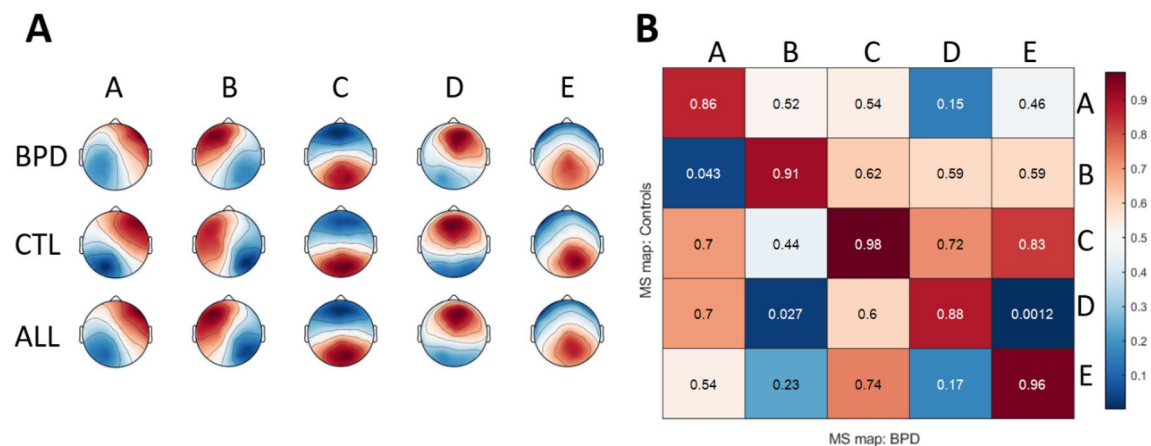 A
B
A B C D E
BPD
CTL
ALL
A B C D E
0.86 0.52 0.54 0.15 0.46 A
0.043 0.91 0.62 0.59 0.59 B
0.7 0.44 0.98 0.72 0.83 C
0.7 0.027 0.6 0.88 0.0012 D
0.54 0.23 0.74 0.17 0.96 E
MS map: Controls
MS map: BPD
0.9
0.8
0.7
0.6
0.5
0.4
0.3
0.2
0.1